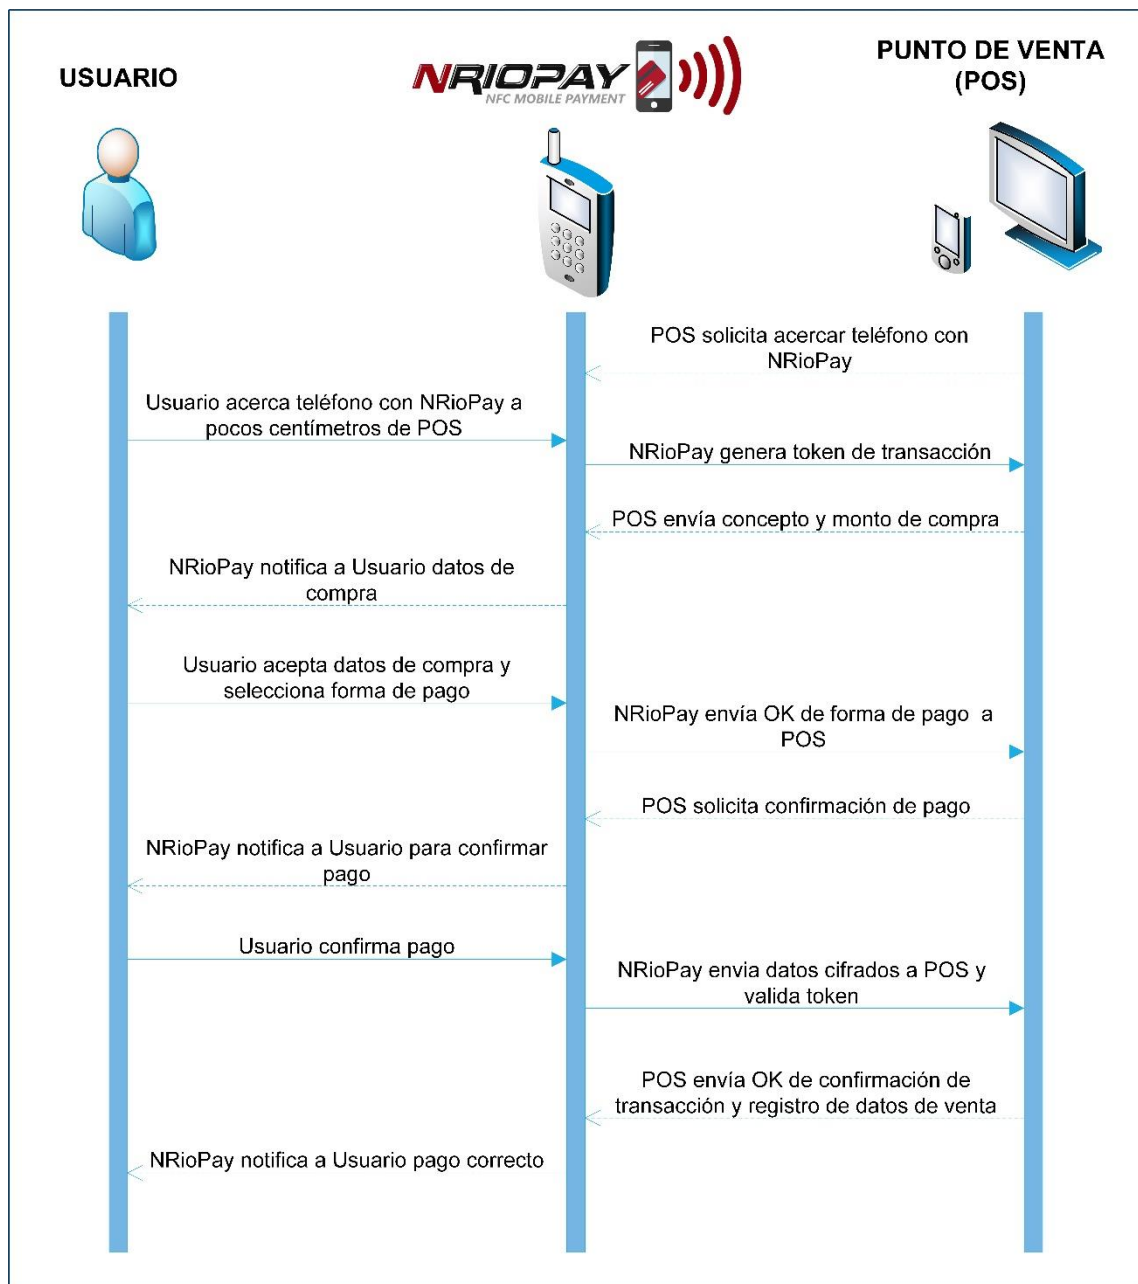 USUARIO
NRIOPAY
NFC MOBILE PAYMENT
PUNTO DE VENTA
(POS)
POS solicita acercar teléfono con
NRioPay
Usuario acerca teléfono con NRioPay a
pocos centímetros de POS
NRioPay genera token de transacción
POS envía concepto y monto de compra
NRioPay notifica a Usuario datos de
compra
Usuario acepta datos de compra y
selecciona forma de pago
NRioPay envía OK de forma de pago  a
POS
POS solicita confirmación de pago
NRioPay notifica a Usuario para confirmar
pago
Usuario confirma pago
NRioPay envia datos cifrados a POS y
valida token
POS envía OK de confirmación de
transacción y registro de datos de venta
NRioPay notifica a Usuario pago correcto